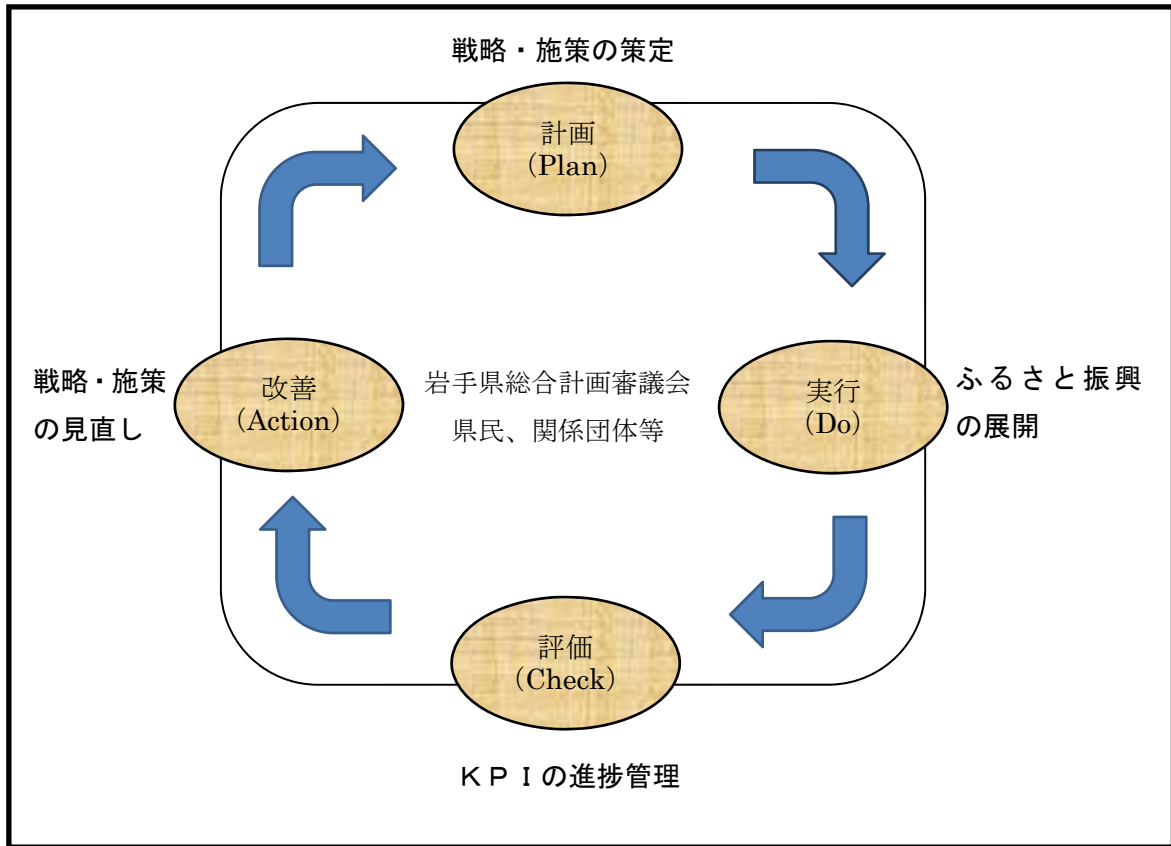 戦略・施策の策定
計画
(Plan)
戦略・施策
の見直し
改善
(Action)
岩手県総合計画審議会
県民、関係団体等
実行
(Do)
ふるさと振興
の展開
評価
(Check)
ＫＰＩの進捗管理